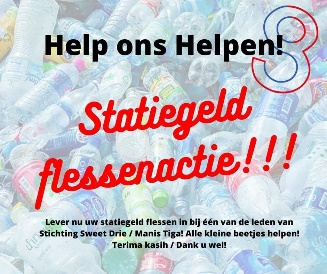 Help ons Helpen!
Statiegeld
flessenactie!!!
Lever nu uw statiegeld flessen in bij één van de leden van
Stichting Sweet Drie / Manis Tiga! Alle kleine beetjes helpen!
Terima kasih / Dank u wel!